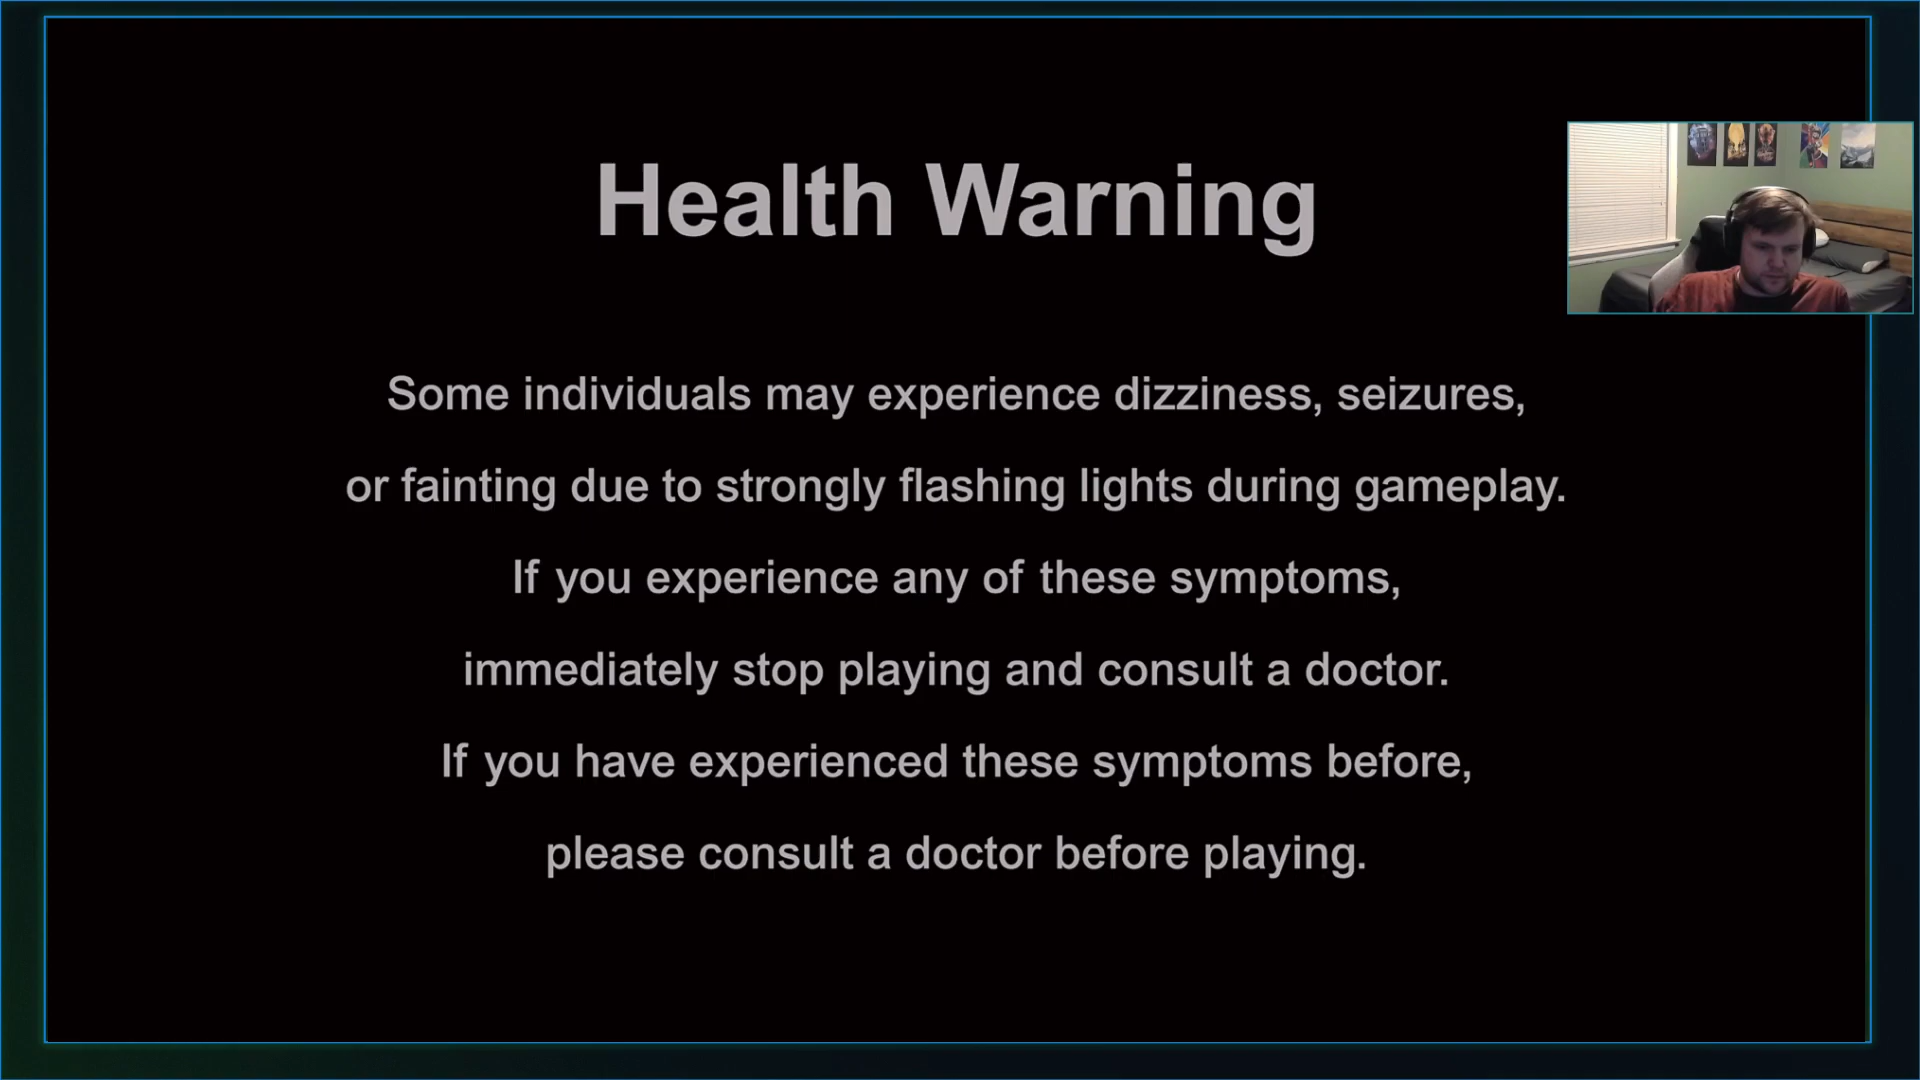 Health Warning
Some individuals may experience dizziness, seizures,
or fainting due to strongly flashing lights during gameplay.
If you experience any of these symptoms,
immediately stop playing and consult a doctor.
If you have experienced these symptoms before,
please consult a doctor before playing.